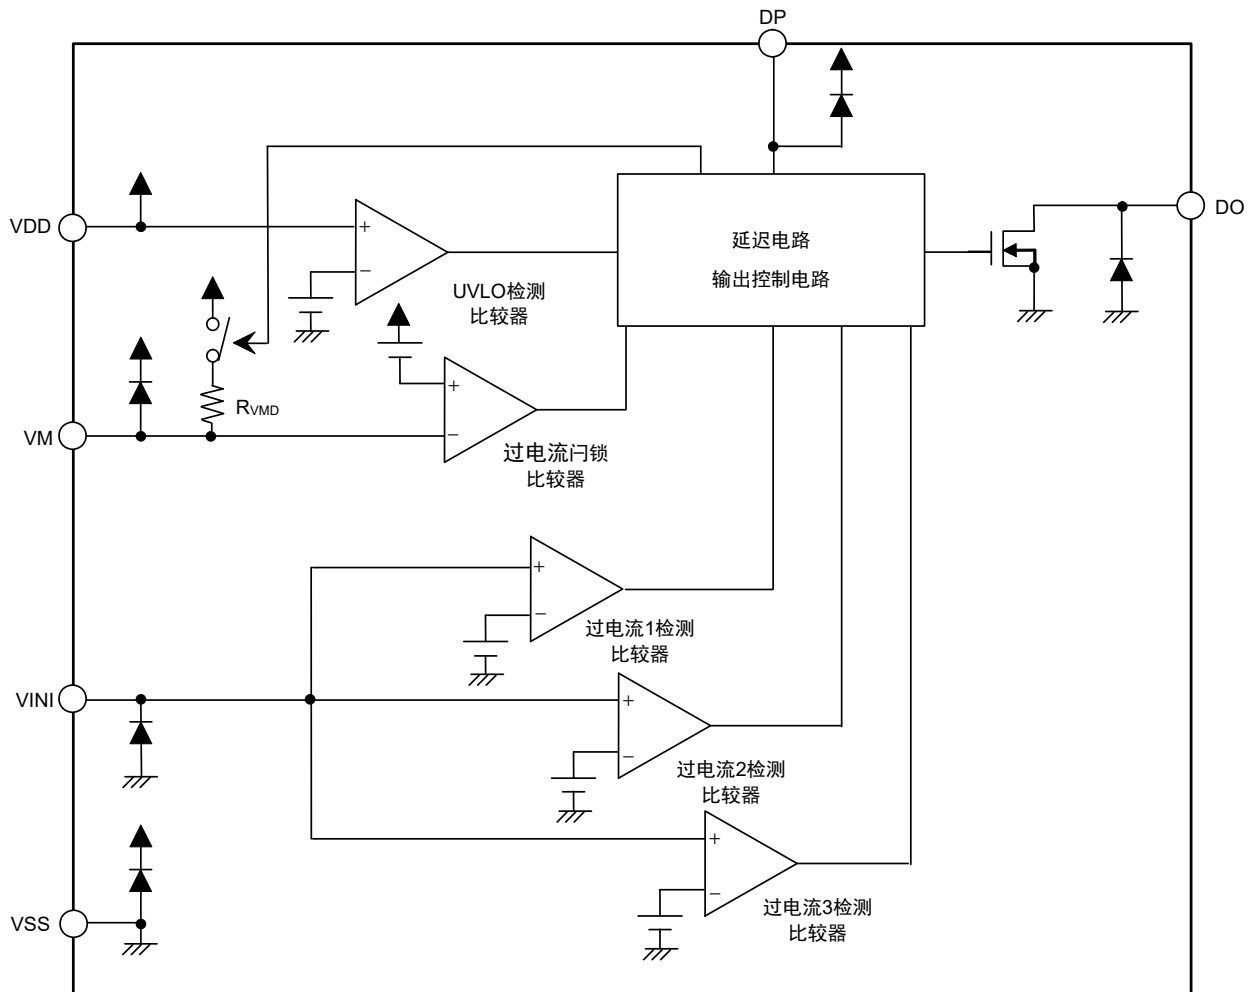 DP
VDD
DO
延迟电路
输出控制电路
+
−
UVLO检测
比较器
RVMD
VM
+
−
过电流闩锁
比较器
+
−
过电流1检测
比较器
VINI
+
−
过电流2检测
比较器
+
−
过电流3检测
比较器
VSS